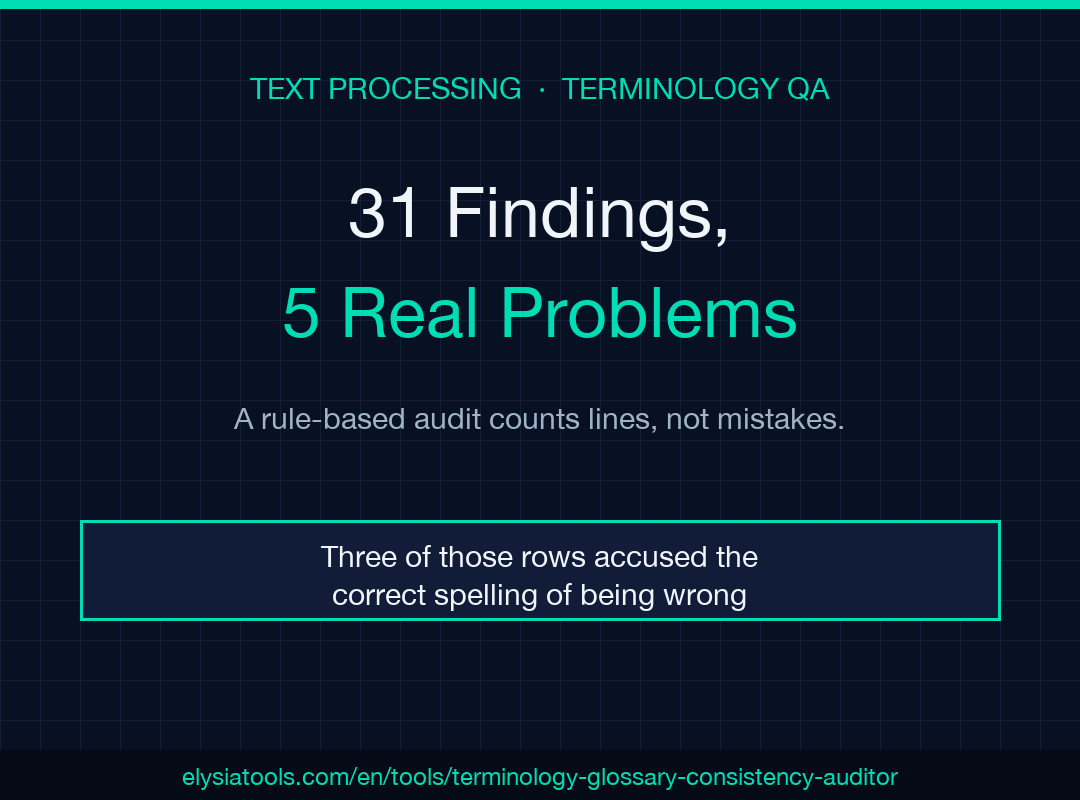 TEXT PROCESSING · TERMINOLOGY QA
31 Findings,
5 Real Problems
A rule-based audit counts lines, not mistakes.
Three of those rows accused the
correct spelling of being wrong
elysiatools.com/en/tools/terminology-glossary-consistency-auditor